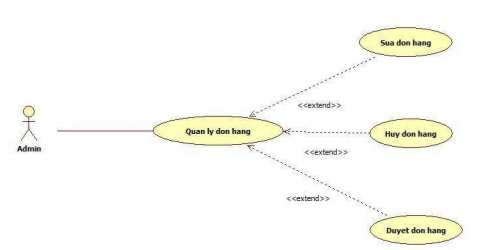 Sua don hang
<<extend>>
Quan ly don hang
Huy don hang
Admin
<<extend>>
<<extend>>
Duyet don hang